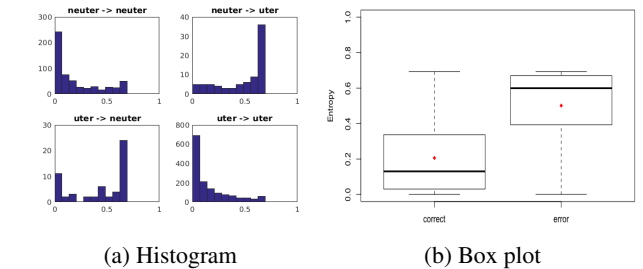 neuter -> neuter
300
200
100
0
0 0.5 1
neuter -> uter
40
20
0
0 0.5 1
uter -> neuter
30
20
10
0
0 0.5 1
uter -> uter
800
600
400
200
0
0 0.5 1
(a) Histogram
Entropy
1.0
0.8
0.6
0.4
0.2
0.0
correct error
(b) Box plot